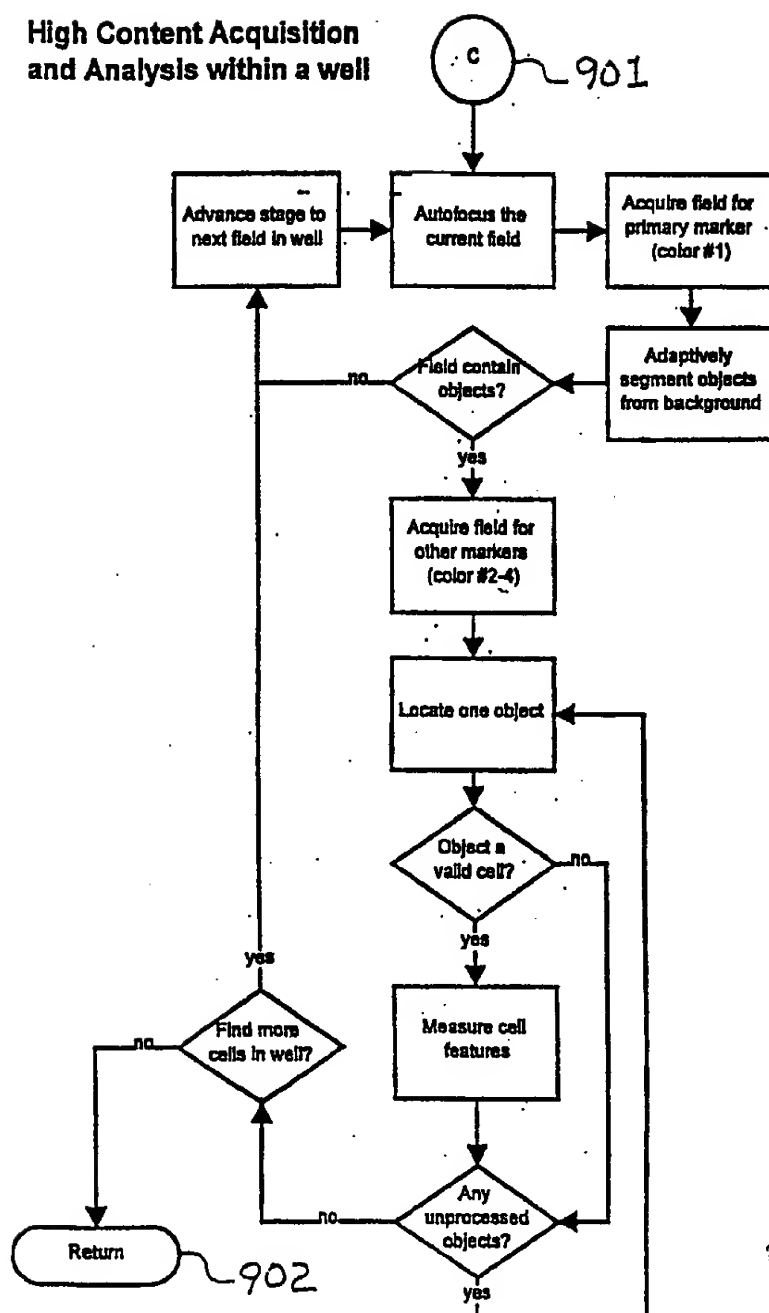 High Content Acquisition
and Analysis within a well
C
901
Advance stage to
next field in well
Autofocus the
current field
Acquire field for
primary marker
(color #1)
Adaptively
segment objects
from background
Field contain
objects?
no
yes
Acquire field for
other markers
(color #2-4)
Locate one object
Object a
valid cell?
no
yes
Measure cell
features
yes
Find more
cells in well?
no
Any
unprocessed
objects?
no
yes
Return
902